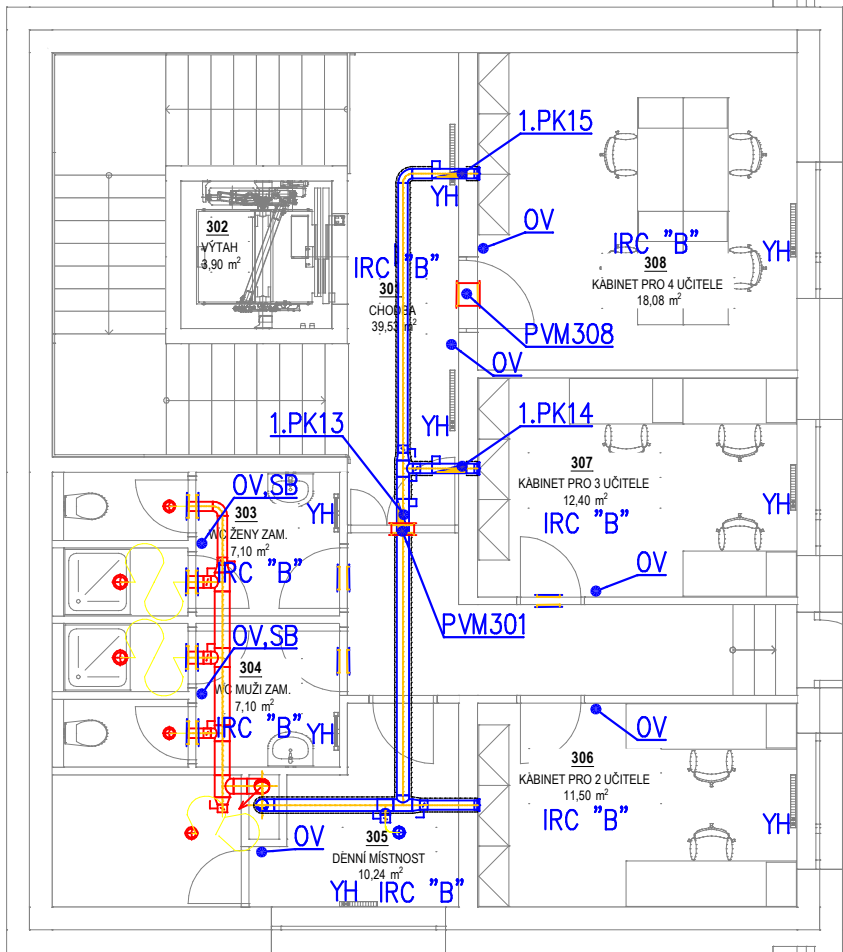 1.PK15
YH
OV
302
VÝTAH
3,90 m²
IRC "B"
IRC "B"
308
KABINET PRO 4 UČITELE
18,08 m²
YH
301
CHODBA
39,53 m²
PVM308
OV
1.PK13
YH
1.PK14
307
KABINET PRO 3 UČITELE
12,40 m²
IRC "B"
YH
OV,SB
303
WC ŽENY ZAM.
7,10 m²
IRC "B"
YH
OV
PVM301
OV,SB
304
WC MUŽI ZAM.
7,10 m²
IRC "B"
YH
OV
306
KABINET PRO 2 UČITELE
11,50 m²
IRC "B"
YH
OV
305
DENNÍ MÍSTNOST
10,24 m²
YH IRC "B"